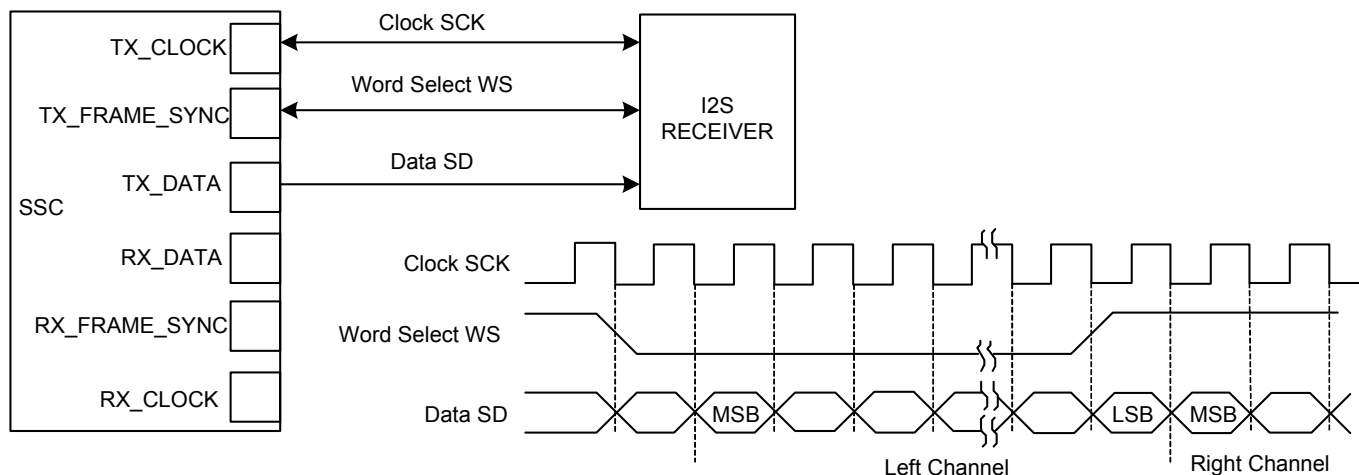 Clock SCK
TX_CLOCK
Word Select WS
TX_FRAME_SYNC
I2S
RECEIVER
Data SD
TX_DATA
SSC
RX_DATA
RX_FRAME_SYNC
RX_CLOCK
Clock SCK
Word Select WS
Data SD
MSB
LSB
MSB
Left Channel
Right Channel